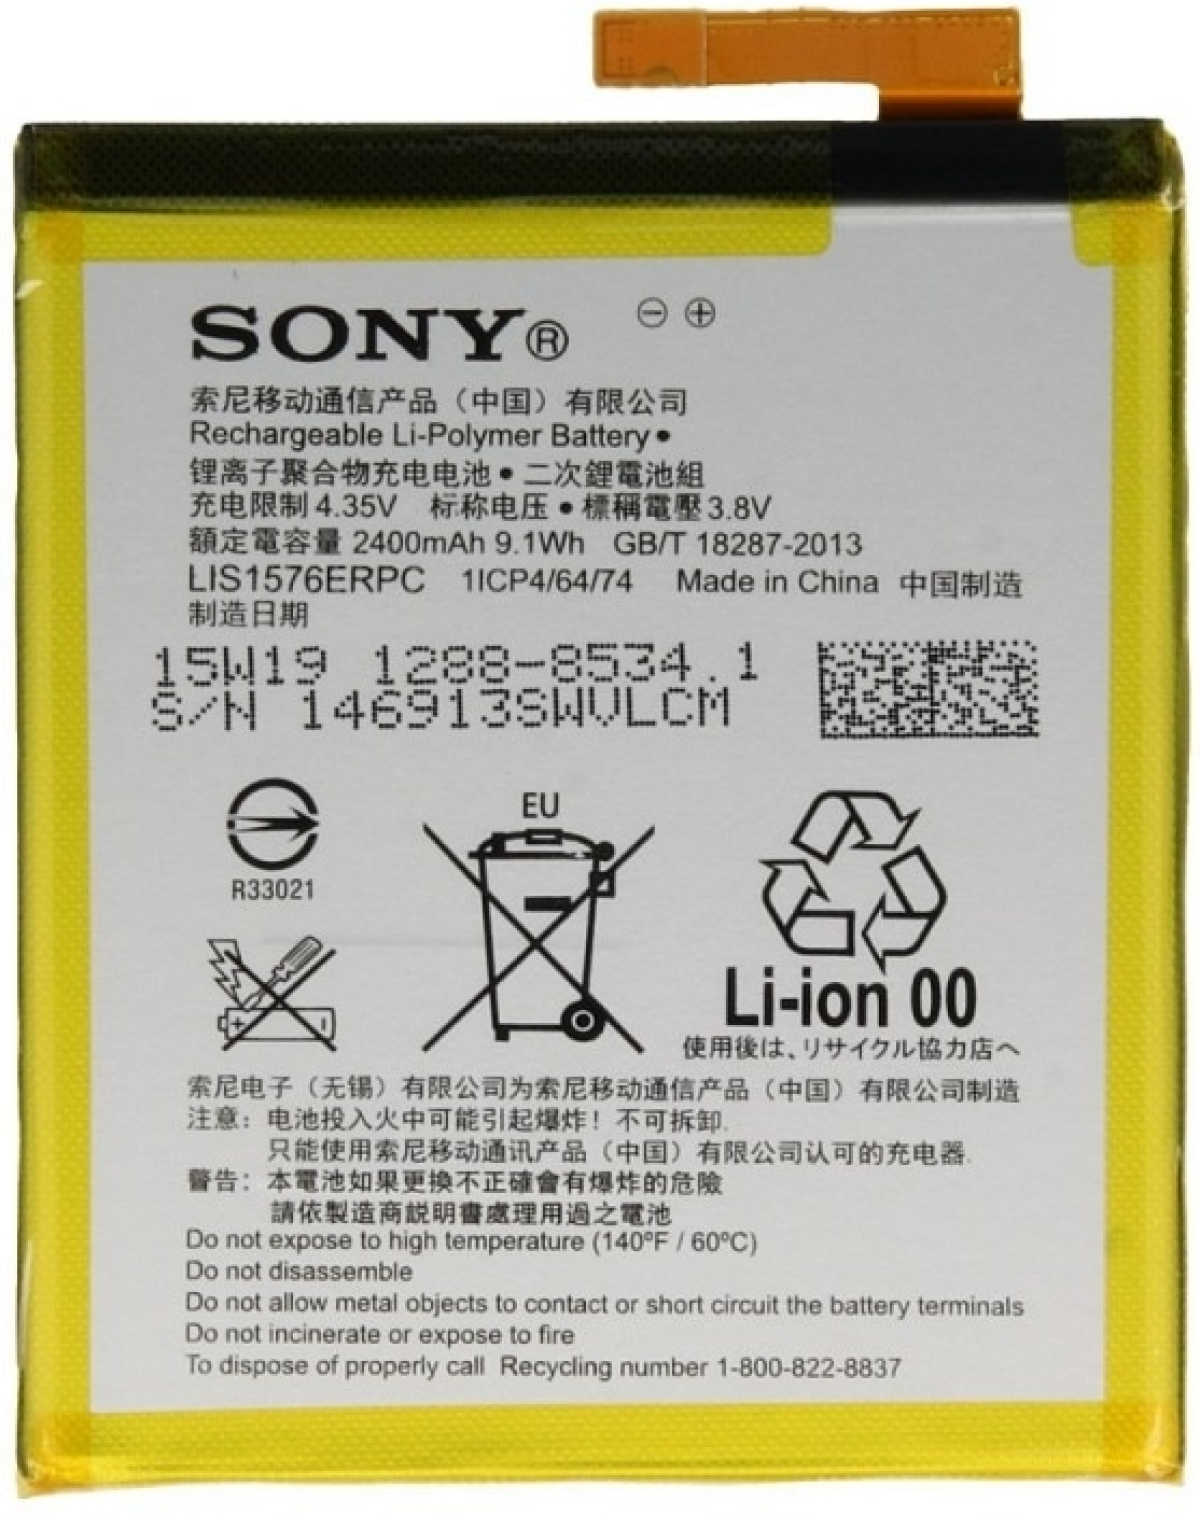 SONY®
⊖ ⊕
索尼移动通信产品（中国）有限公司
Rechargeable Li-Polymer Battery •
锂离子聚合物充电电池 • 二次鋰電池組
充电限制 4.35V 标称电压 • 標稱電壓 3.8V
額定電容量 2400mAh 9.1Wh GB/T 18287-2013
LIS1576ERPC 1ICP4/64/74 Made in China 中国制造
制造日期
15W19 1288-8534.1
S/N 146913SWVLCM
R33021
EU
Li-ion 00
使用後は、リサイクル協力店へ
索尼电子（无锡）有限公司为索尼移动通信产品（中国）有限公司制造
注意：电池投入火中可能引起爆炸！不可拆卸.
只能使用索尼移动通讯产品（中国）有限公司认可的充电器.
警告：本電池如果更換不正確會有爆炸的危險
請依製造商説明書處理用過之電池
Do not expose to high temperature (140ºF / 60ºC)
Do not disassemble
Do not allow metal objects to contact or short circuit the battery terminals
Do not incinerate or expose to fire
To dispose of properly call Recycling number 1-800-822-8837